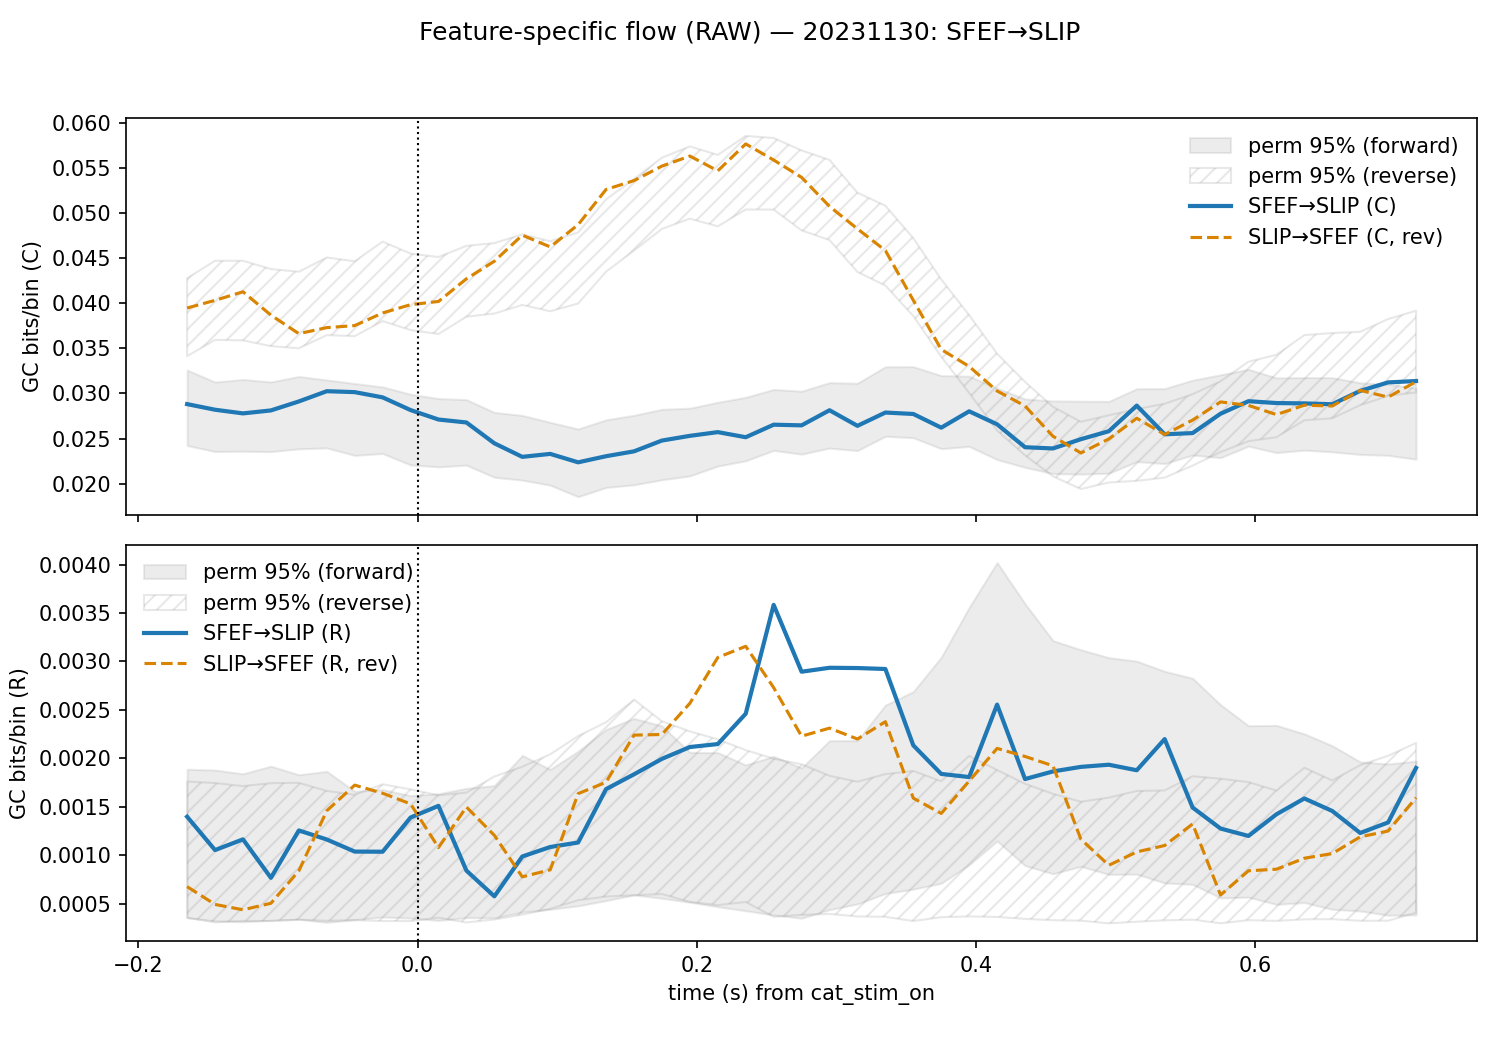 Feature-specific flow (RAW) — 20231130: SFEF→SLIP
GC bits/bin (C)
0.060
0.055
0.050
0.045
0.040
0.035
0.030
0.025
0.020
perm 95% (forward)
perm 95% (reverse)
SFEF→SLIP (C)
SLIP→SFEF (C, rev)
GC bits/bin (R)
0.0040
0.0035
0.0030
0.0025
0.0020
0.0015
0.0010
0.0005
perm 95% (forward)
perm 95% (reverse)
SFEF→SLIP (R)
SLIP→SFEF (R, rev)
−0.2 0.0 0.2 0.4 0.6
time (s) from cat_stim_on